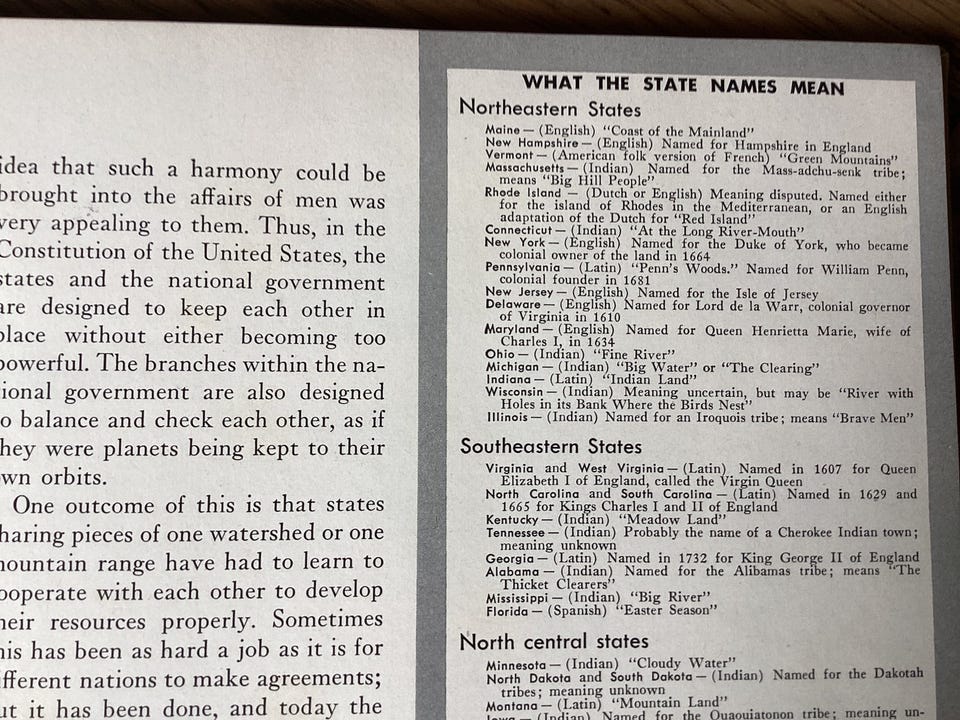 idea that such a harmony could be
brought into the affairs of men was
very appealing to them. Thus, in the
Constitution of the United States, the
states and the national government
are designed to keep each other in
place without either becoming too
powerful. The branches within the na-
tional government are also designed
to balance and check each other, as if
they were planets being kept to their
own orbits.
One outcome of this is that states
sharing pieces of one watershed or one
mountain range have had to learn to
cooperate with each other to develop
their resources properly. Sometimes
this has been as hard a job as it is for
different nations to make agreements;
but it has been done, and today the
WHAT THE STATE NAMES MEAN
Northeastern States
Maine — (English) "Coast of the Mainland"
New Hampshire — (English) Named for Hampshire in England
Vermont — (American folk version of French) "Green Mountains"
Massachusetts — (Indian) Named for the Mass-adchu-senk tribe;
means "Big Hill People"
Rhode Island — (Dutch or English) Meaning disputed. Named either
for the island of Rhodes in the Mediterranean, or an English
adaptation of the Dutch for "Red Island"
Connecticut — (Indian) "At the Long River-Mouth"
New York — (English) Named for the Duke of York, who became
colonial owner of the land in 1664
Pennsylvania — (Latin) "Penn's Woods." Named for William Penn,
colonial founder in 1681
New Jersey — (English) Named for the Isle of Jersey
Delaware — (English) Named for Lord de la Warr, colonial governor
of Virginia in 1610
Maryland — (English) Named for Queen Henrietta Marie, wife of
Charles I, in 1634
Ohio — (Indian) "Fine River"
Michigan — (Indian) "Big Water" or "The Clearing"
Indiana — (Latin) "Indian Land"
Wisconsin — (Indian) Meaning uncertain, but may be "River with
Holes in its Bank Where the Birds Nest"
Illinois — (Indian) Named for an Iroquois tribe; means "Brave Men"
Southeastern States
Virginia and West Virginia — (Latin) Named in 1607 for Queen
Elizabeth I of England, called the Virgin Queen
North Carolina and South Carolina — (Latin) Named in 1629 and
1665 for Kings Charles I and II of England
Kentucky — (Indian) "Meadow Land"
Tennessee — (Indian) Probably the name of a Cherokee Indian town;
meaning unknown
Georgia — (Latin) Named in 1732 for King George II of England
Alabama — (Indian) Named for the Alibamas tribe; means "The
Thicket Clearers"
Mississippi — (Indian) "Big River"
Florida — (Spanish) "Easter Season"
North central states
Minnesota — (Indian) "Cloudy Water"
North Dakota and South Dakota — (Indian) Named for the Dakotah
tribes; meaning unknown
Montana — (Latin) "Mountain Land"
Iowa — (Indian) Named for the Ouaouiatonon tribe; meaning un-